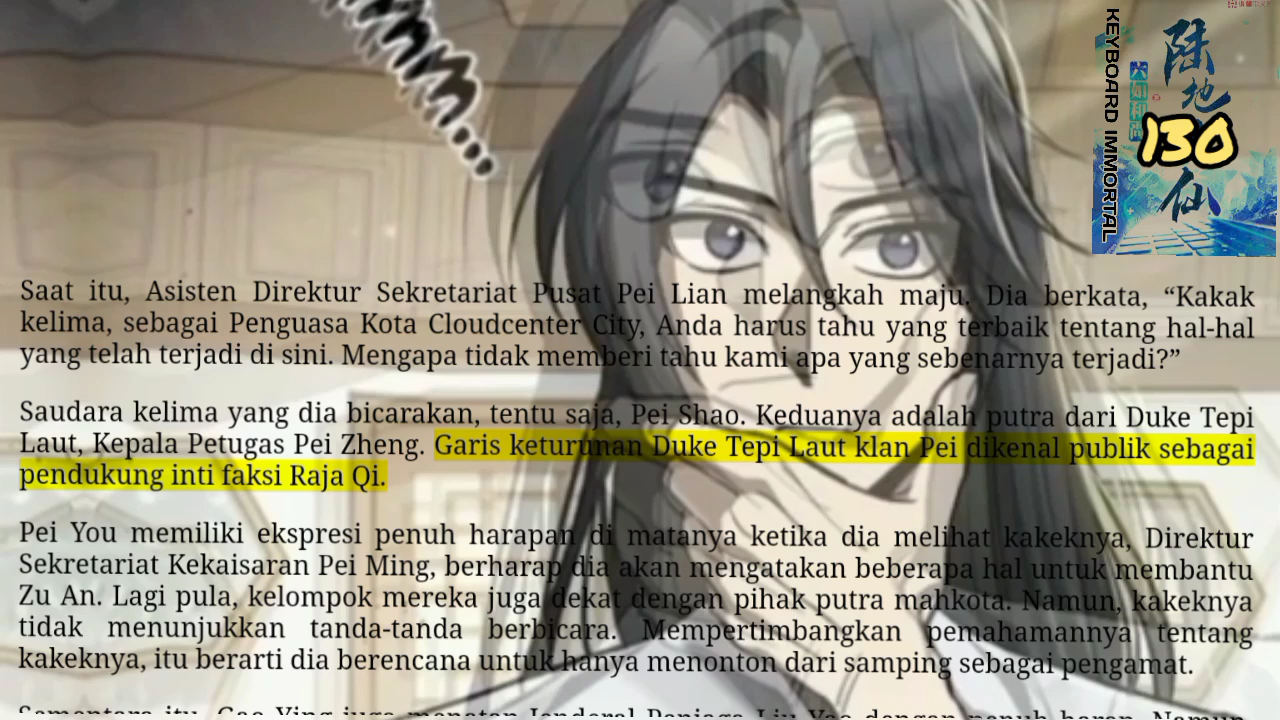 KEYBOARD IMMORTAL
陆地
130
仙
Saat itu, Asisten Direktur Sekretariat Pusat Pei Lian melangkah maju. Dia berkata, “Kakak
kelima, sebagai Penguasa Kota Cloudcenter City, Anda harus tahu yang terbaik tentang hal-hal
yang telah terjadi di sini. Mengapa tidak memberi tahu kami apa yang sebenarnya terjadi?”
Saudara kelima yang dia bicarakan, tentu saja, Pei Shao. Keduanya adalah putra dari Duke Tepi
Laut, Kepala Petugas Pei Zheng. Garis keturunan Duke Tepi Laut klan Pei dikenal publik sebagai
pendukung inti faksi Raja Qi.
Pei You memiliki ekspresi penuh harapan di matanya ketika dia melihat kakeknya, Direktur
Sekretariat Kekaisaran Pei Ming, berharap dia akan mengatakan beberapa hal untuk membantu
Zu An. Lagi pula, kelompok mereka juga dekat dengan pihak putra mahkota. Namun, kakeknya
tidak menunjukkan tanda-tanda berbicara. Mempertimbangkan pemahamannya tentang
kakeknya, itu berarti dia berencana untuk hanya menonton dari samping sebagai pengamat.